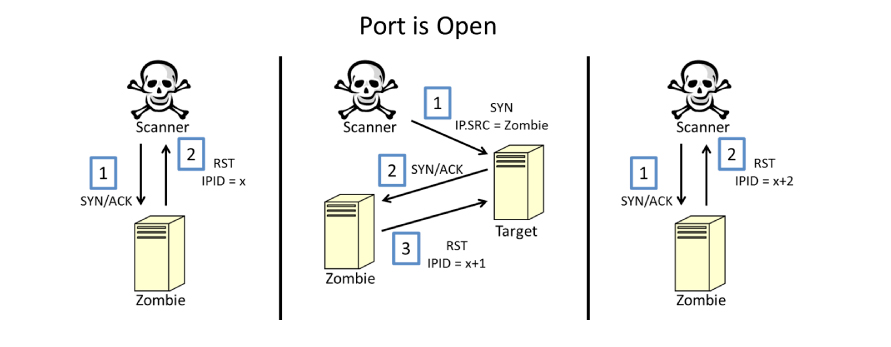 Port is Open
Scanner
1
SYN/ACK
2
RST
IPID = x
Zombie
Scanner
1
SYN
IP.SRC = Zombie
2
SYN/ACK
Target
3
RST
IPID = x+1
Zombie
Scanner
1
SYN/ACK
2
RST
IPID = x+2
Zombie